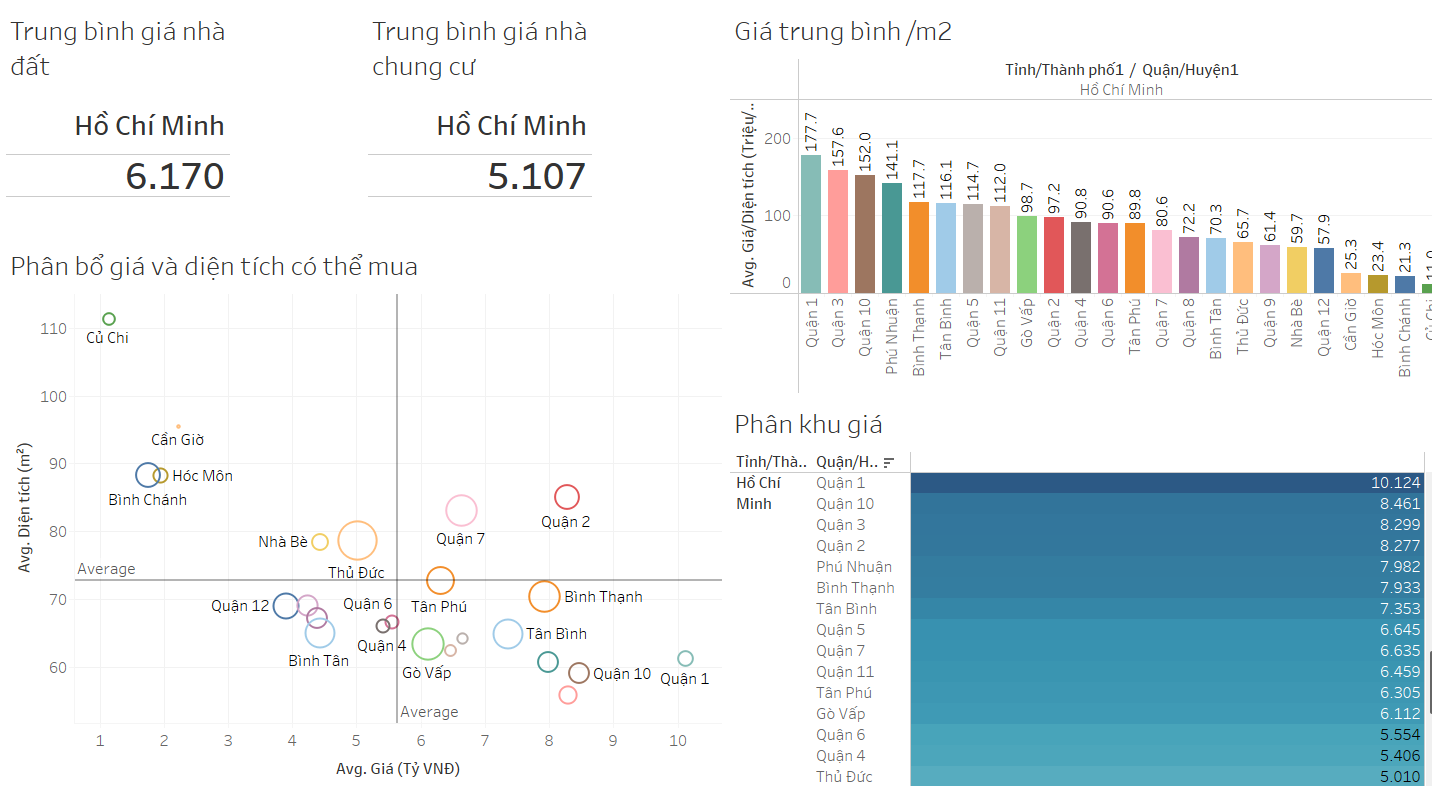 Trung bình giá nhà
đất
Hồ Chí Minh
6.170
Trung bình giá nhà
chung cư
Hồ Chí Minh
5.107
Giá trung bình /m2
Tỉnh/Thành phố1 / Quận/Huyện1
Hồ Chí Minh
Avg. Giá/Diện tích (Triệu/..
200
100
0
177.7
157.6
152.0
141.1
117.7
116.1
114.7
112.0
98.7
97.2
90.8
90.6
89.8
80.6
72.2
70.3
65.7
61.4
59.7
57.9
25.3
23.4
21.3
Quận 1
Quận 3
Quận 10
Phú Nhuận
Bình Thạnh
Tân Bình
Quận 5
Quận 11
Gò Vấp
Quận 2
Quận 4
Quận 6
Tân Phú
Quận 7
Quận 8
Bình Tân
Thủ Đức
Quận 9
Nhà Bè
Quận 12
Cần Giờ
Hóc Môn
Bình Chánh
Củ Chi
Phân bổ giá và diện tích có thể mua
Avg. Diện tích (m²)
110
100
90
80
70
60
Củ Chi
Cần Giờ
Hóc Môn
Bình Chánh
Quận 2
Quận 7
Nhà Bè
Thủ Đức
Average
Quận 12
Quận 6
Tân Phú
Bình Thạnh
Tân Bình
Quận 4
Bình Tân
Gò Vấp
Quận 10
Quận 1
Average
1 2 3 4 5 6 7 8 9 10
Avg. Giá (Tỷ VNĐ)
Phân khu giá
Tỉnh/Thà.. Quận/H..
Hồ Chí Quận 1 10.124
Minh Quận 10 8.461
Quận 3 8.299
Quận 2 8.277
Phú Nhuận 7.982
Bình Thạnh 7.933
Tân Bình 7.353
Quận 5 6.645
Quận 7 6.635
Quận 11 6.459
Tân Phú 6.305
Gò Vấp 6.112
Quận 6 5.554
Quận 4 5.406
Thủ Đức 5.010